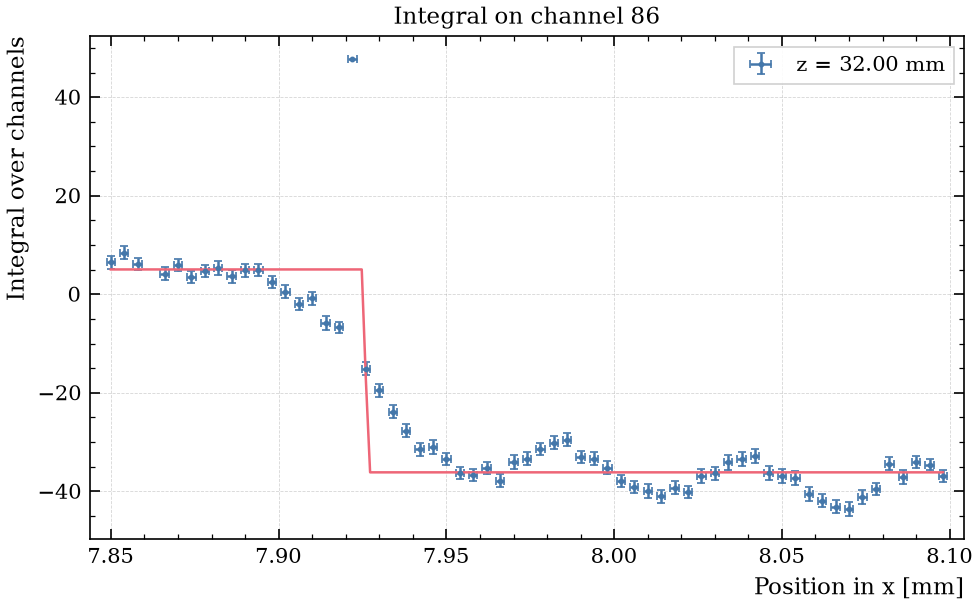 Integral on channel 86
Integral over channels
z = 32.00 mm
40
20
0
−20
−40
7.85 7.90 7.95 8.00 8.05 8.10
Position in x [mm]